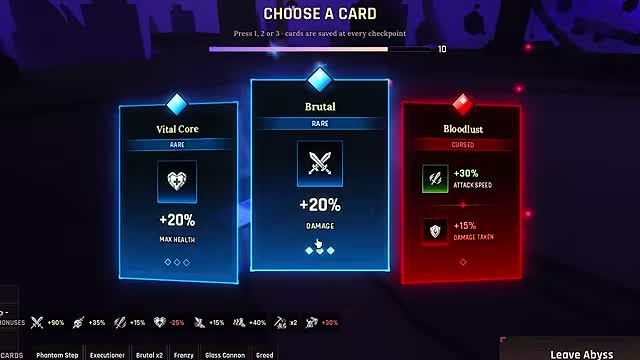 CHOOSE A CARD
Press 1, 2 or 3 · cards are saved at every checkpoint
10
Vital Core
RARE
+20%
MAX HEALTH
Brutal
RARE
+20%
DAMAGE
Bloodlust
CURSED
+30%
ATTACK SPEED
+15%
DAMAGE TAKEN
BONUSES +90% +35% +15% -25% +15% +40% x2 +30%
CARDS Phantom Step Executioner Brutal x2 Frenzy Glass Cannon Greed
Leave Abyss